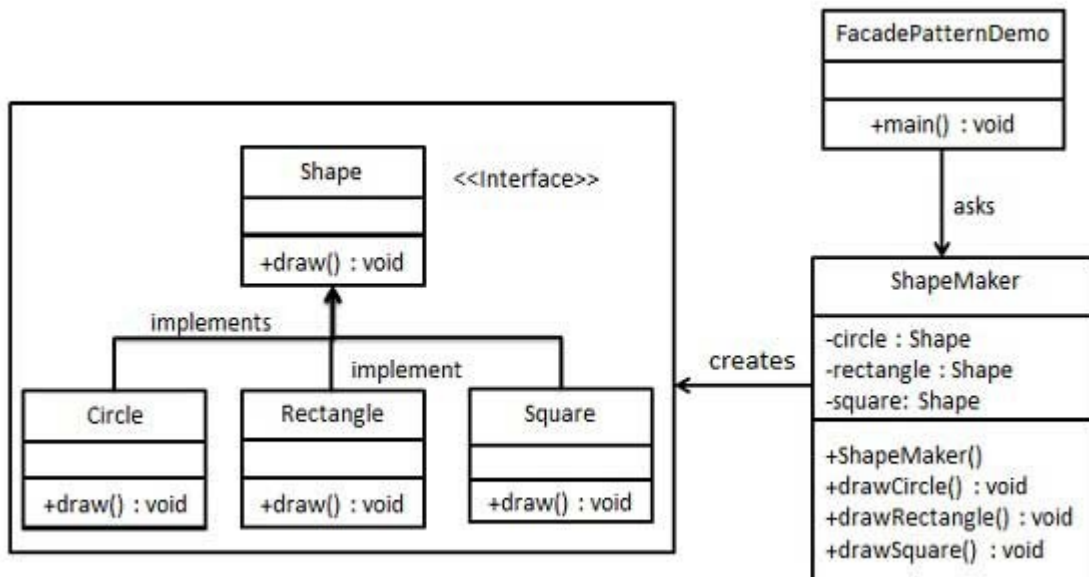 FacadePatternDemo
+main() : void
asks
Shape
<<Interface>>
+draw() : void
implements
implement
Circle
+draw() : void
Rectangle
+draw() : void
Square
+draw() : void
creates
ShapeMaker
-circle : Shape
-rectangle : Shape
-square: Shape
+ShapeMaker()
+drawCircle() : void
+drawRectangle() : void
+drawSquare() : void